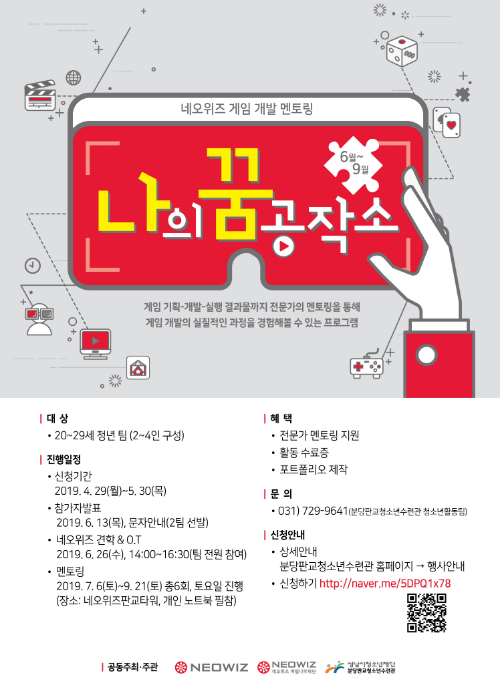 네오위즈 게임 개발 멘토링
6월~
9월
나의 꿈 공작소
게임 기획-개발-실행 결과물까지 전문가의 멘토링을 통해
게임 개발의 실질적인 과정을 경험해볼 수 있는 프로그램
| 대 상
• 20~29세 청년 팀 (2~4인 구성)
| 진행일정
• 신청기간
2019. 4. 29(월)~5. 30(목)
• 참가자발표
2019. 6. 13(목), 문자안내(2팀 선발)
• 네오위즈 견학 & O.T
2019. 6. 26(수), 14:00~16:30(팀 전원 참여)
• 멘토링
2019. 7. 6(토)~9. 21(토) 총6회, 토요일 진행
(장소: 네오위즈판교타워, 개인 노트북 필참)
| 혜 택
• 전문가 멘토링 지원
• 활동 수료증
• 포트폴리오 제작
| 문 의
• 031) 729-9641(분당판교청소년수련관 청소년활동팀)
| 신청안내
• 상세안내
분당판교청소년수련관 홈페이지 → 행사안내
• 신청하기 http://naver.me/5DPQ1x78
| 공동주최·주관
NEOWIZ
NEOWIZ
네오위즈 마법나무재단
성남시청소년재단
분당판교청소년수련관